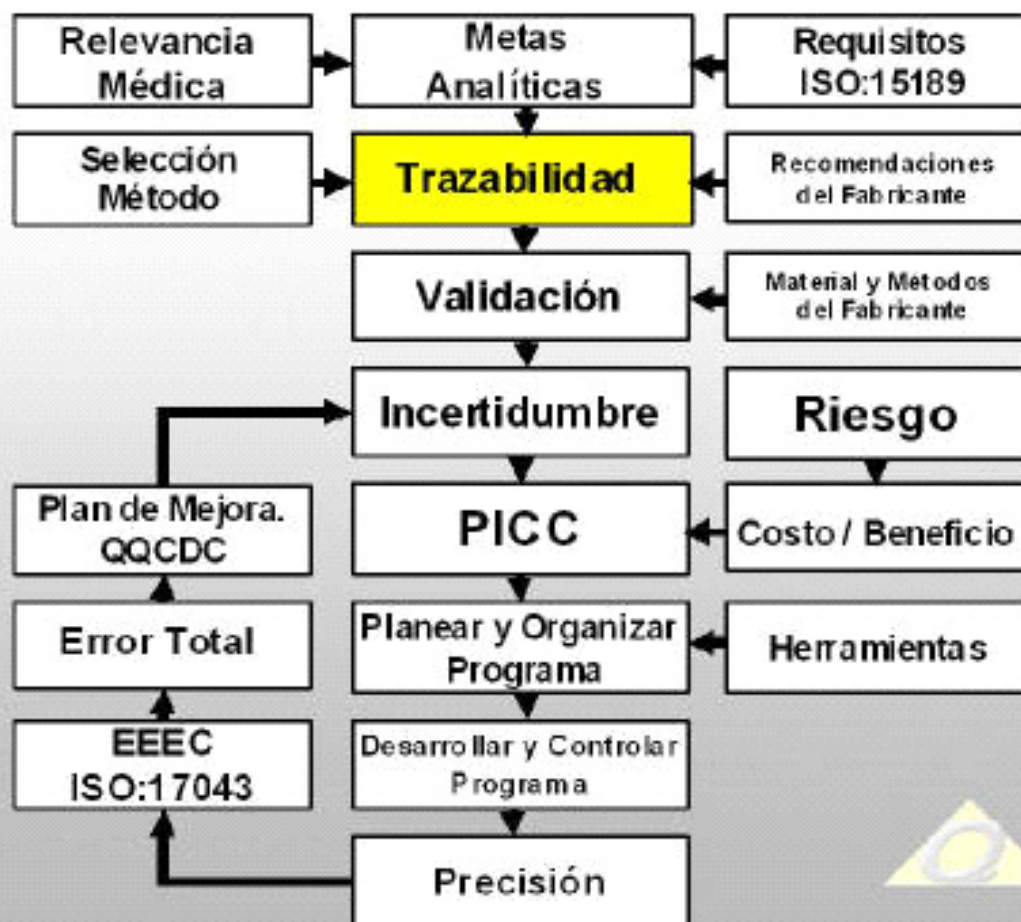 Relevancia
Médica
Metas
Analíticas
Requisitos
ISO:15189
Selección
Método
Trazabilidad
Recomendaciones
del Fabricante
Validación
Material y Métodos
del Fabricante
Incertidumbre
Riesgo
Plan de Mejora.
QQCDC
PICC
Costo / Beneficio
Error Total
Planear y Organizar
Programa
Herramientas
EEEC
ISO:17043
Desarrollar y Controlar
Programa
Precisión
Q